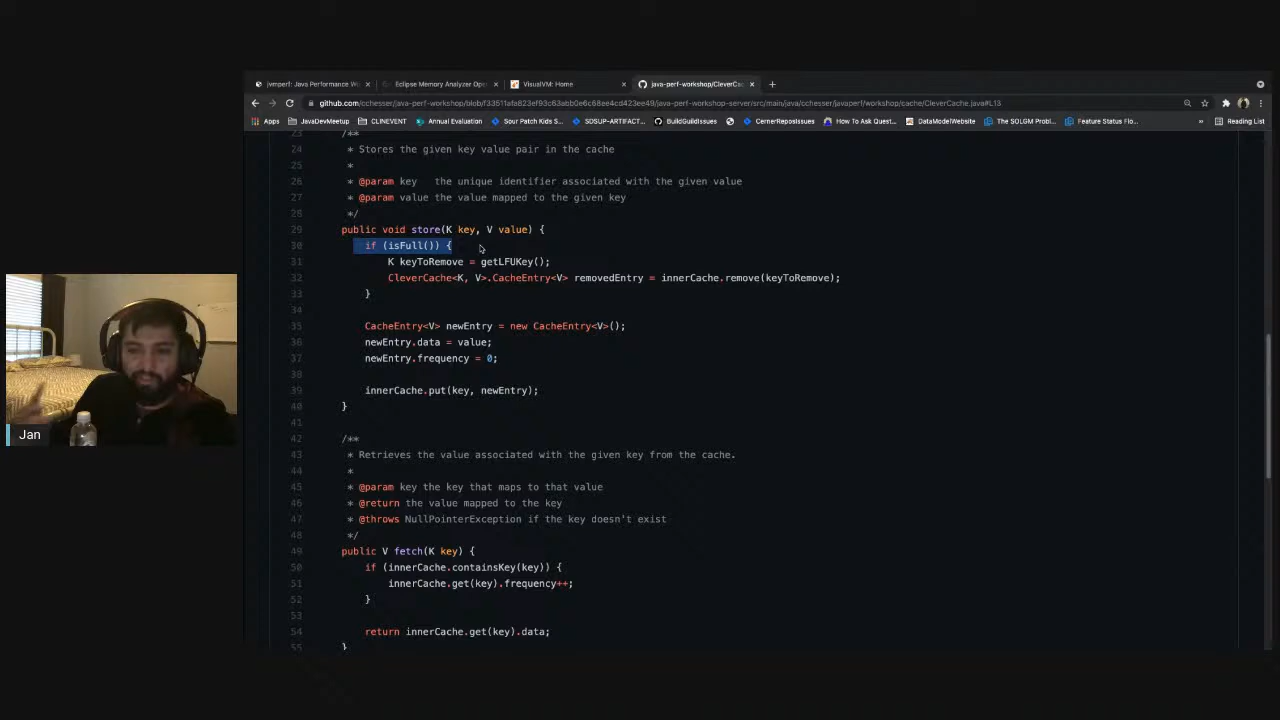 jvmperf: Java Performance Wo
Eclipse Memory Analyzer Ope
VisualVM: Home
java-perf-workshop/CleverCac
github.com/cchesser/java-perf-workshop/blob/f33511afa823ef93c63abb0e6c68ee4cd423ee49/java-perf-workshop-server/src/main/java/cchesser/javaperf/workshop/cache/CleverCache.java#L13
Apps JavaDevMeetup CLINEVENT Annual Evaluation Sour Patch Kids S... SDSUP-ARTIFACT... BuildGuildIssues CernerReposIssues How To Ask Quest... DataModelWebsite The SOLGM Probl... Feature Status Flo... » Reading List
23 /**
24 * Stores the given key value pair in the cache
25 *
26 * @param key the unique identifier associated with the given value
27 * @param value the value mapped to the given key
28 */
29 public void store(K key, V value) {
30 if (isFull()) {
31 K keyToRemove = getLFUKey();
32 CleverCache<K, V>.CacheEntry<V> removedEntry = innerCache.remove(keyToRemove);
33 }
34
35 CacheEntry<V> newEntry = new CacheEntry<V>();
36 newEntry.data = value;
37 newEntry.frequency = 0;
38
39 innerCache.put(key, newEntry);
40 }
41
42 /**
43 * Retrieves the value associated with the given key from the cache.
44 *
45 * @param key the key that maps to that value
46 * @return the value mapped to the key
47 * @throws NullPointerException if the key doesn't exist
48 */
49 public V fetch(K key) {
50 if (innerCache.containsKey(key)) {
51 innerCache.get(key).frequency++;
52 }
53
54 return innerCache.get(key).data;
55 }
Jan